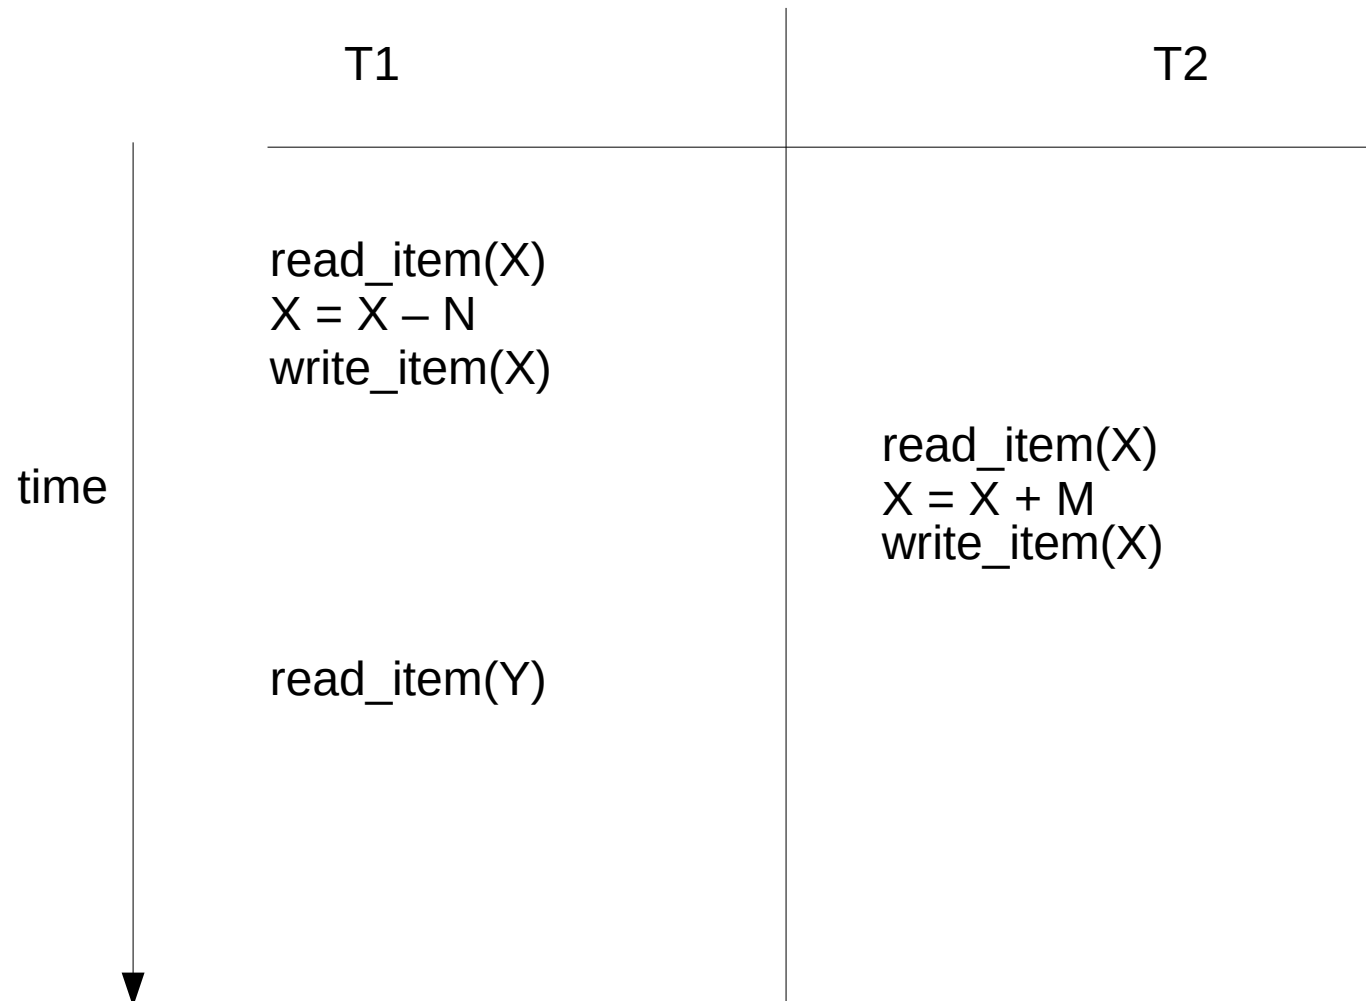 T1
T2
read_item(X)
X = X – N
write_item(X)
read_item(X)
X = X + M
write_item(X)
time
read_item(Y)